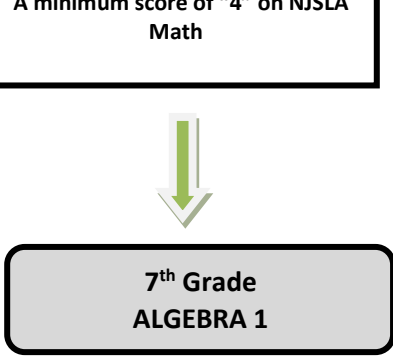 A minimum score of "4" on NJSLA
Math
7th Grade
ALGEBRA 1